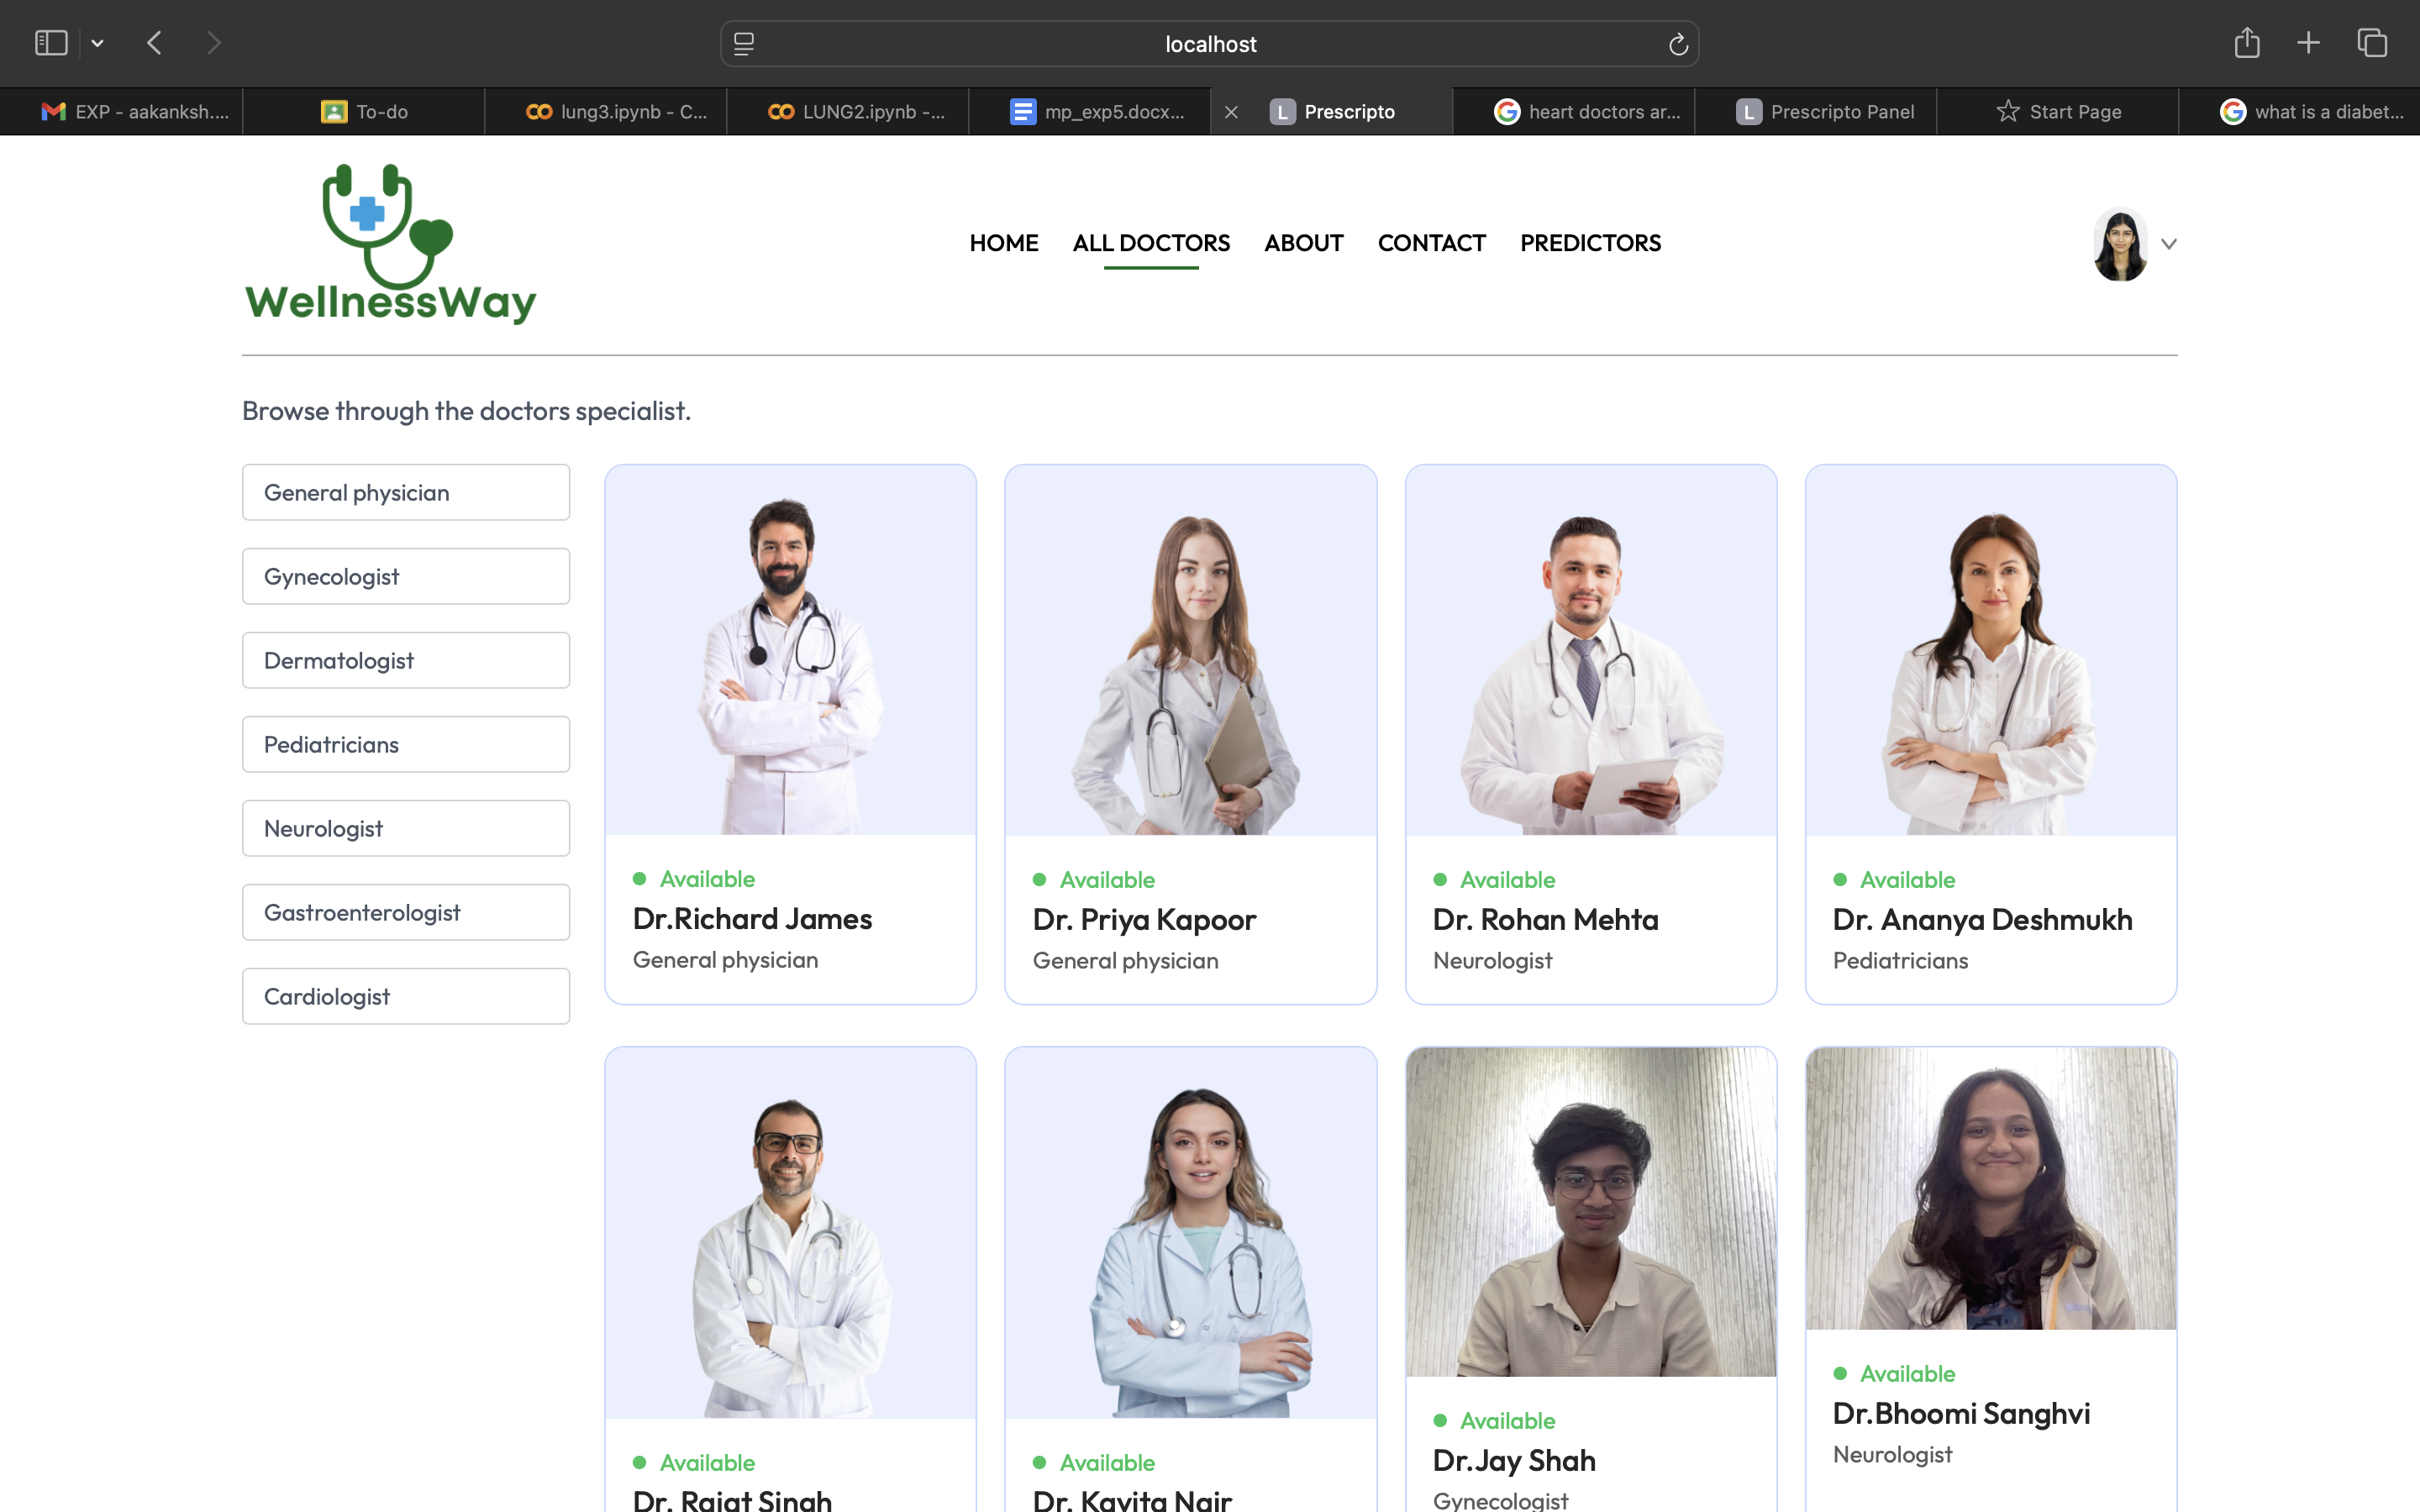 localhost
EXP - aakanksh....
To-do
lung3.ipynb - C...
LUNG2.ipynb -...
mp_exp5.docx...
L Prescripto
heart doctors ar...
L Prescripto Panel
Start Page
what is a diabet...
WellnessWay
HOME
ALL DOCTORS
ABOUT
CONTACT
PREDICTORS
Browse through the doctors specialist.
General physician
Gynecologist
Dermatologist
Pediatricians
Neurologist
Gastroenterologist
Cardiologist
Available
Dr.Richard James
General physician
Available
Dr. Priya Kapoor
General physician
Available
Dr. Rohan Mehta
Neurologist
Available
Dr. Ananya Deshmukh
Pediatricians
Available
Dr. Rajat Singh
Available
Dr. Kavita Nair
Available
Dr.Jay Shah
Gynecologist
Available
Dr.Bhoomi Sanghvi
Neurologist